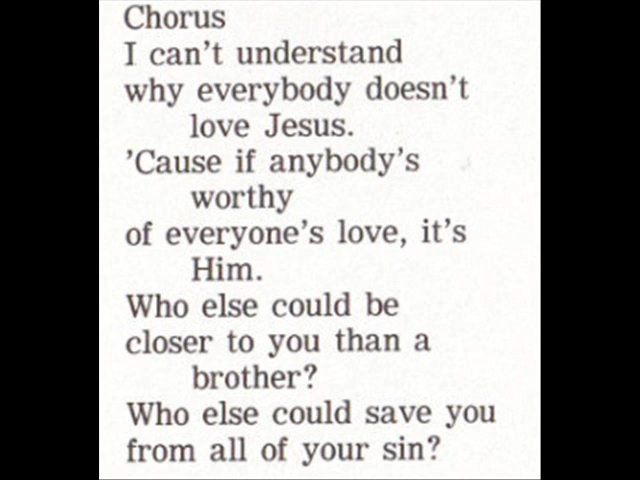 Chorus
I can't understand
why everybody doesn't
love Jesus.
'Cause if anybody's
worthy
of everyone's love, it's
Him.
Who else could be
closer to you than a
brother?
Who else could save you
from all of your sin?